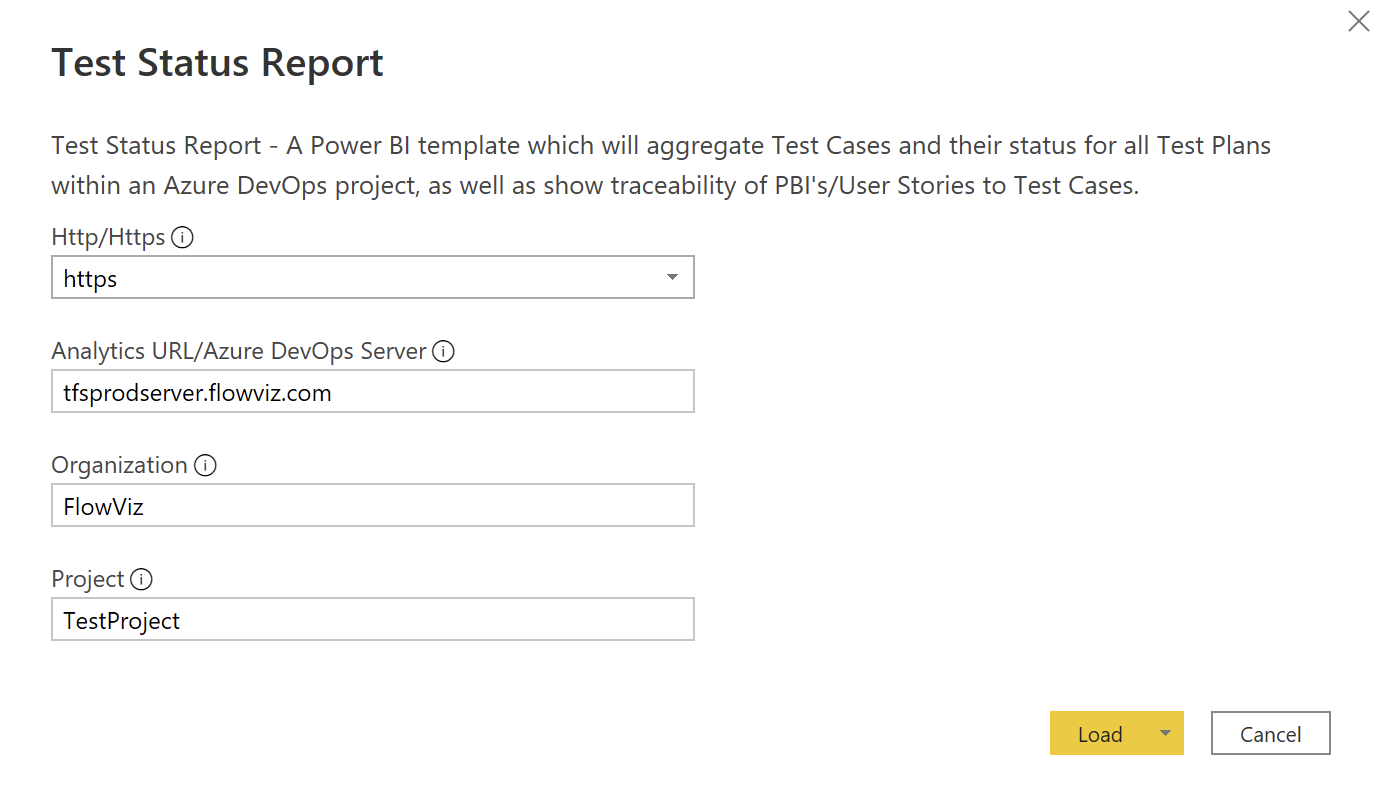 Test Status Report
Test Status Report - A Power BI template which will aggregate Test Cases and their status for all Test Plans
within an Azure DevOps project, as well as show traceability of PBI's/User Stories to Test Cases.
Http/Https
https
Analytics URL/Azure DevOps Server
tfsprodserver.flowviz.com
Organization
FlowViz
Project
TestProject
Load
Cancel